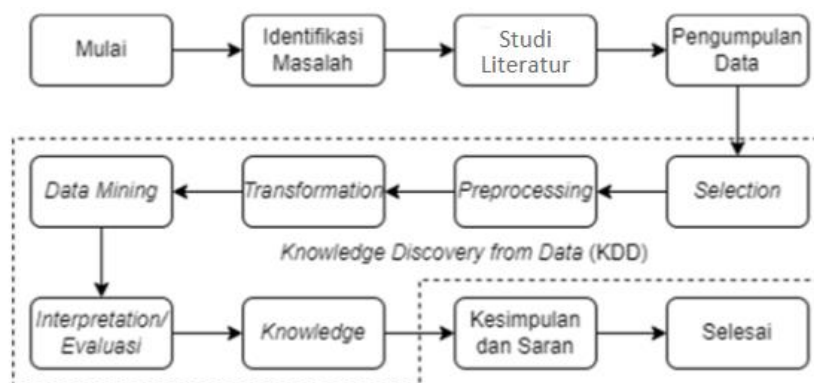 Mulai
Identifikasi
Masalah
Studi
Literatur
Pengumpulan
Data
Data Mining
Transformation
Preprocessing
Selection
Knowledge Discovery from Data (KDD)
Interpretation/
Evaluasi
Knowledge
Kesimpulan
dan Saran
Selesai